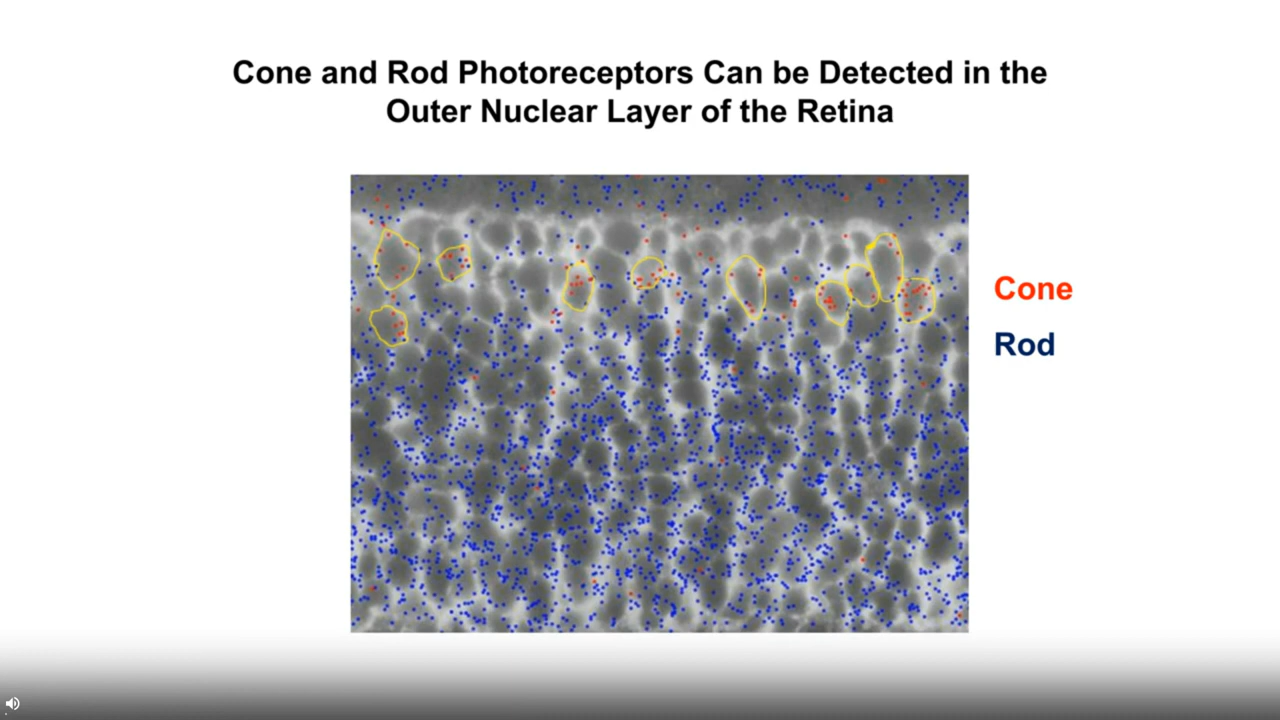 Cone and Rod Photoreceptors Can be Detected in the
Outer Nuclear Layer of the Retina
Cone
Rod